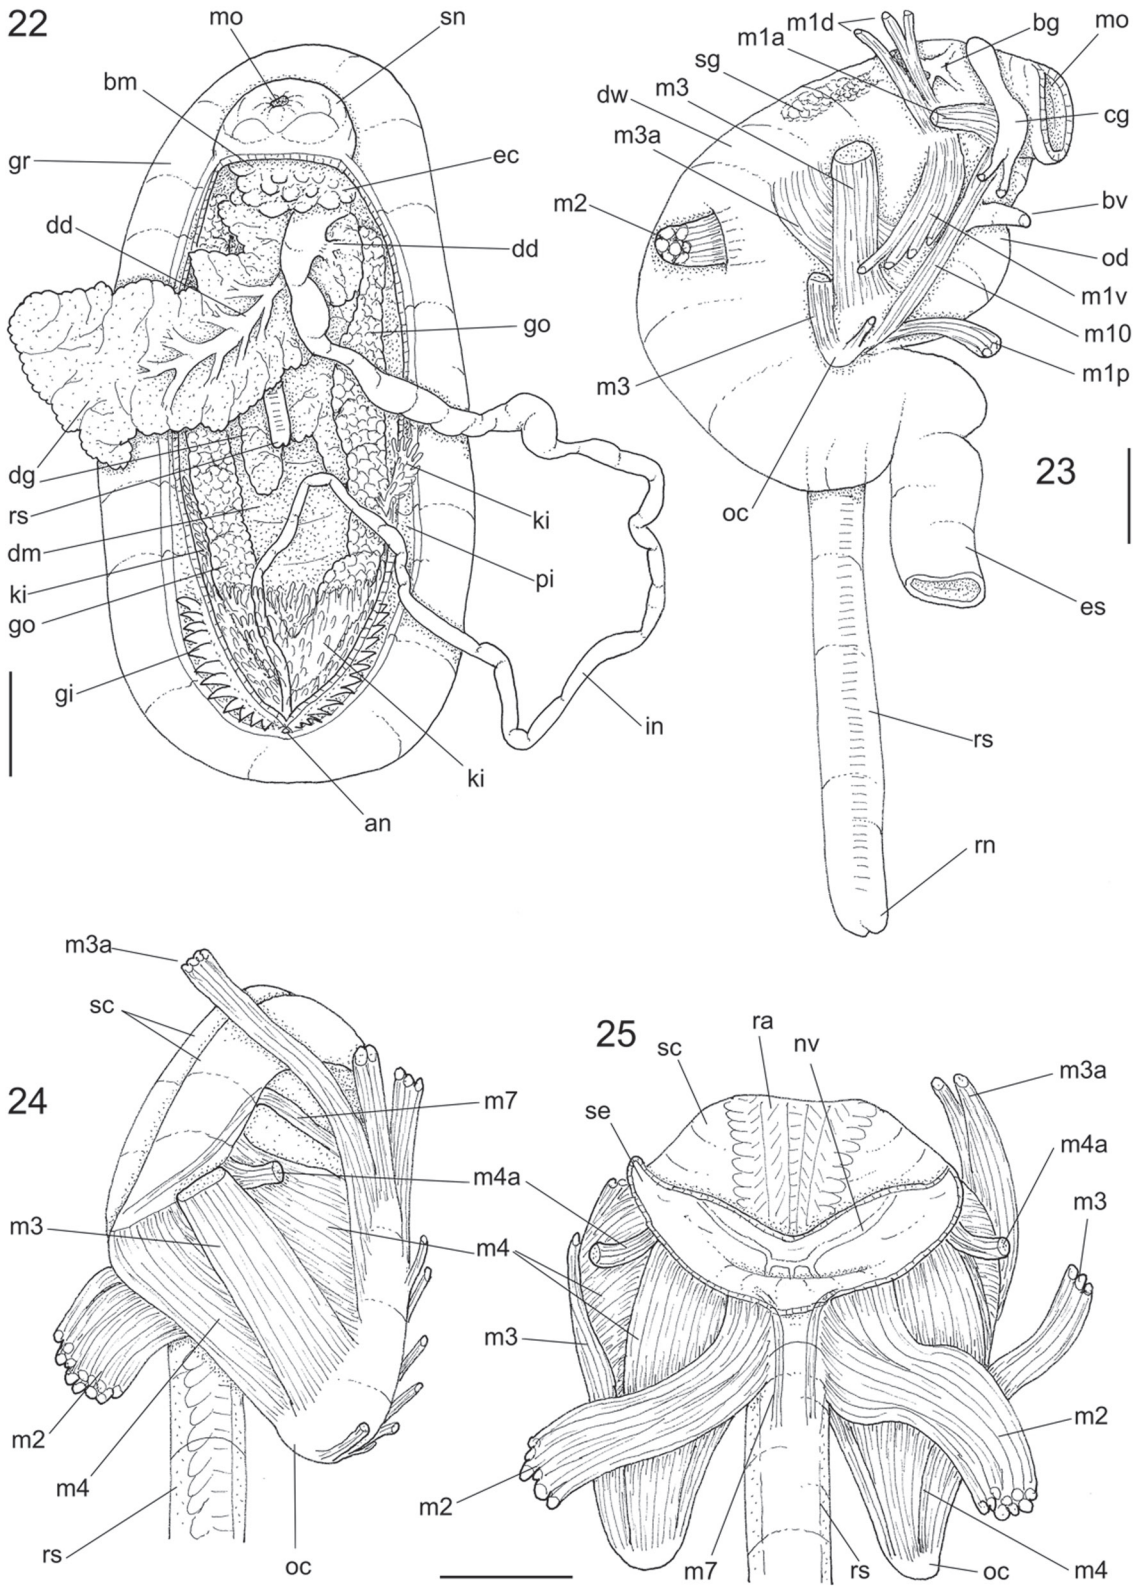 22
mo
sn
bm
gr
ec
dd
dd
go
dg
rs
dm
ki
go
gi
ki
pi
in
ki
an
m1d
bg
mo
m1a
sg
m3
dw
m3a
cg
m2
bv
od
m1v
m10
m3
m1p
23
oc
es
rs
rn
m3a
sc
24
m7
m4a
m3
m4
m2
m4
rs
oc
25
ra
sc
nv
se
m3a
m4a
m3
m3
m2
m2
m7
rs
oc
m4